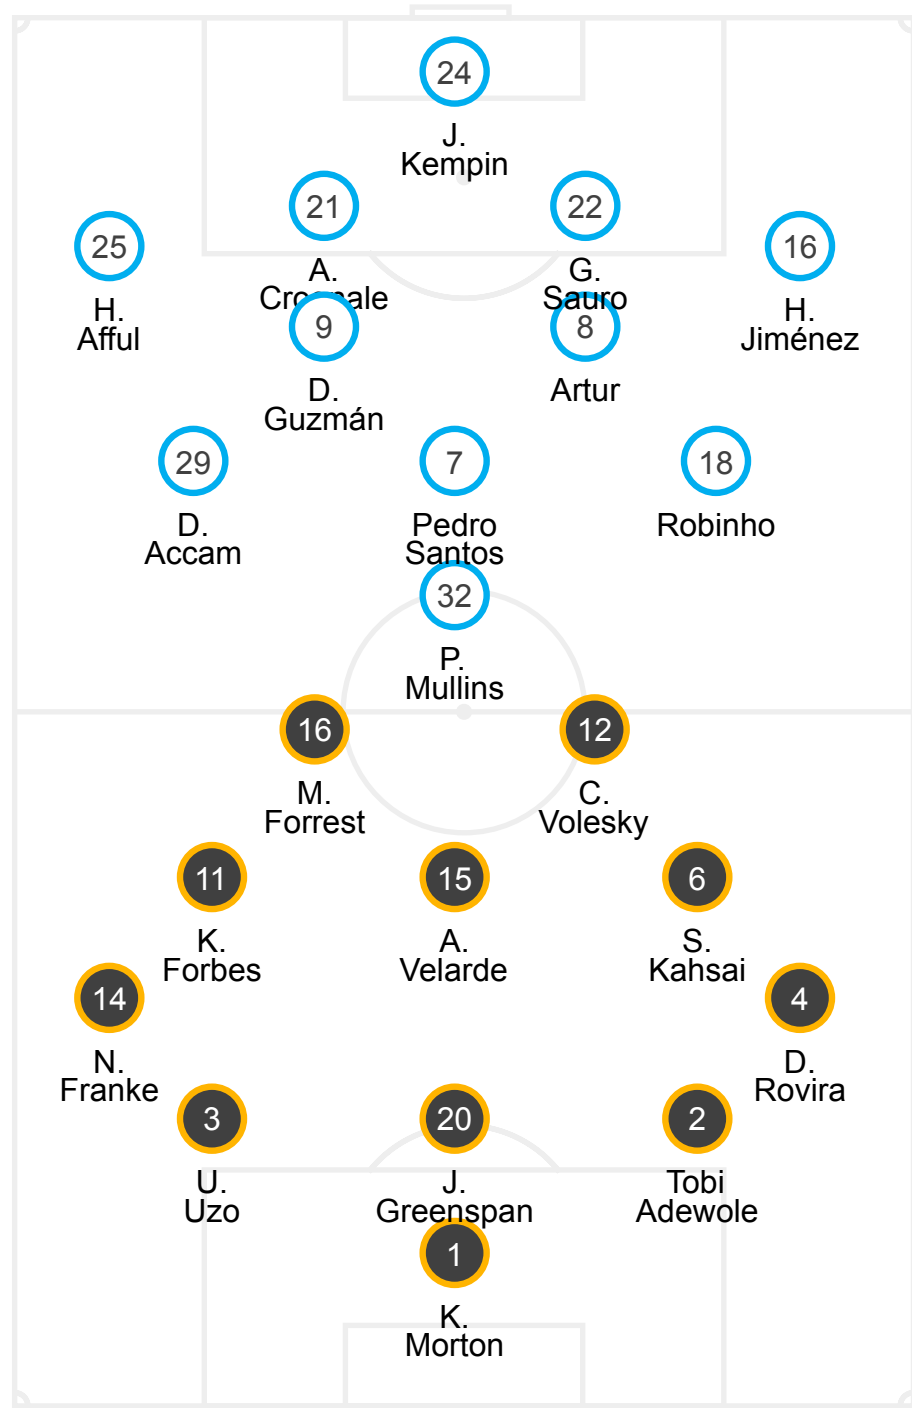 24
J.
Kempin
21
22
25
16
A.
G.
Sauro
H.
Afful
H.
Jiménez
9
8
D.
Guzmán
Artur
29
7
18
D.
Accam
Pedro
Santos
Robinho
32
P.
Mullins
16
12
M.
Forrest
C.
Volesky
11
15
6
K.
Forbes
A.
Velarde
S.
Kahsai
14
4
N.
Franke
D.
Rovira
3
20
2
U.
Uzo
J.
Greenspan
Tobi
Adewole
1
K.
Morton